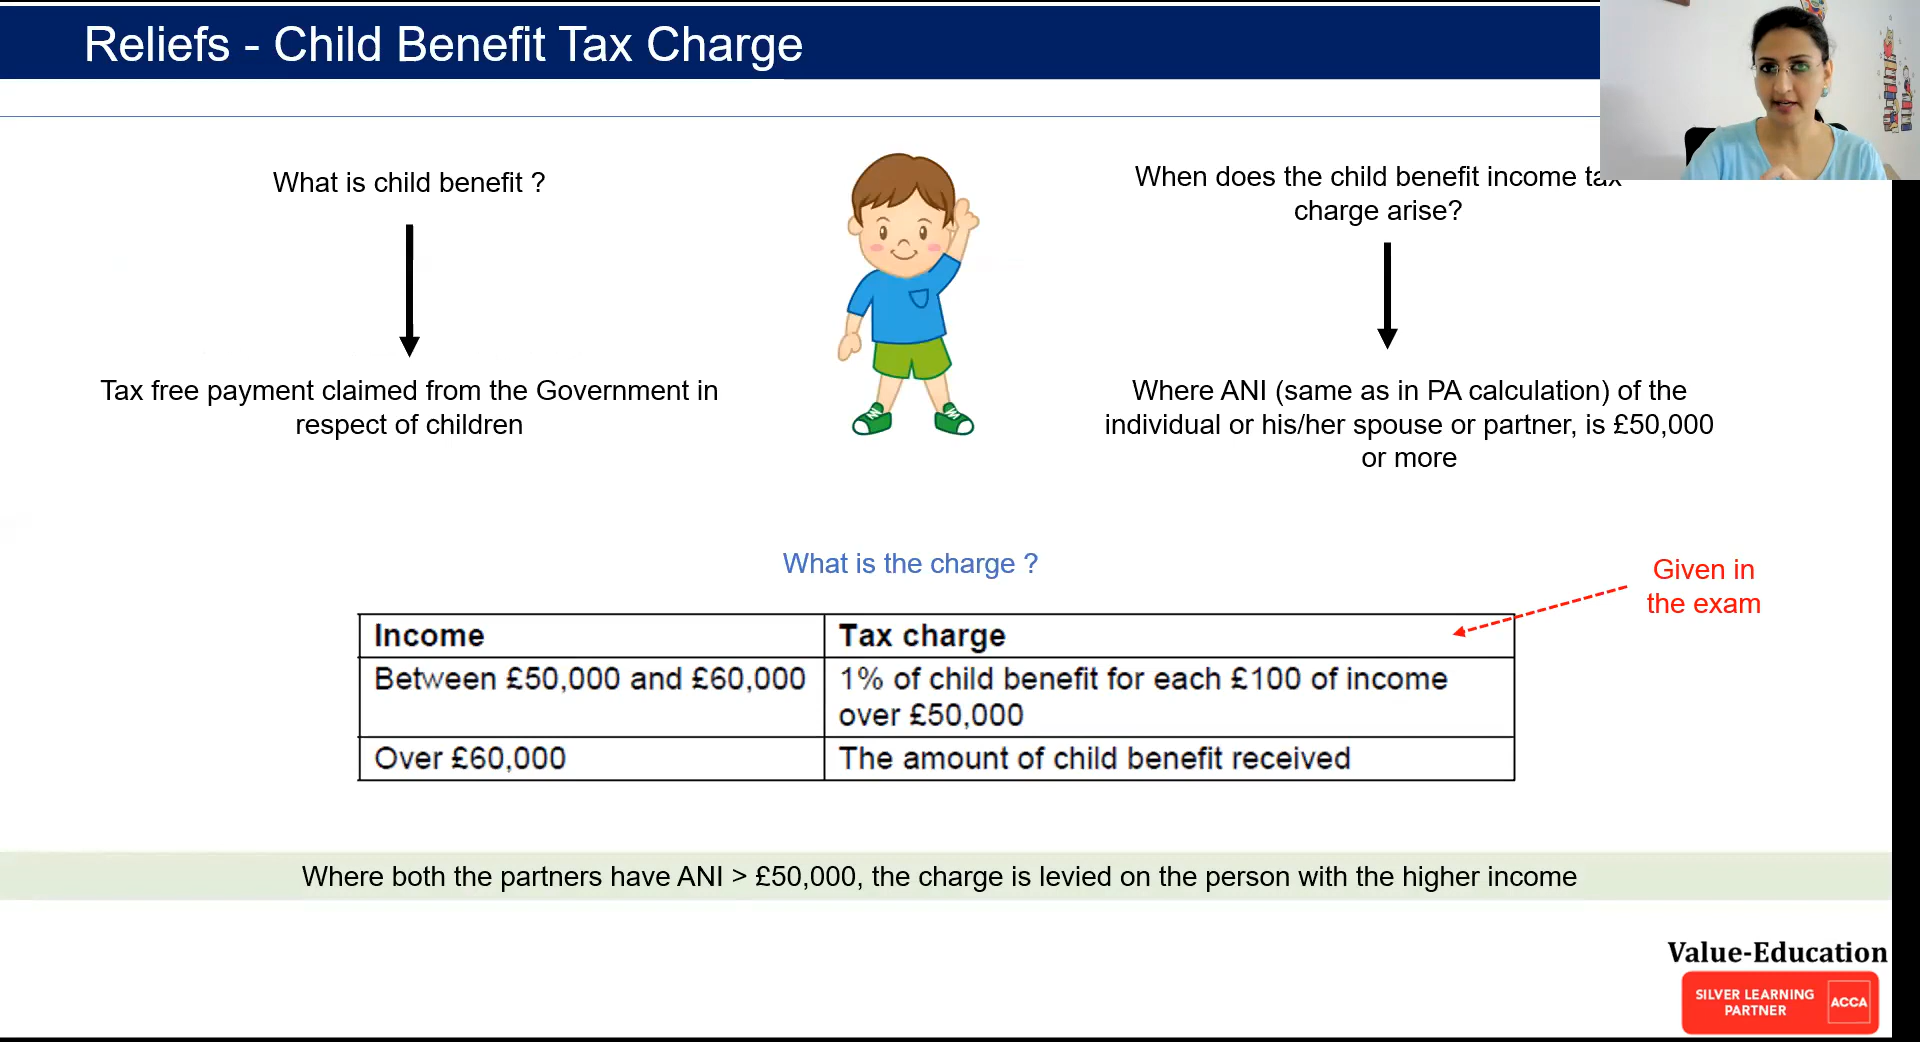 Reliefs - Child Benefit Tax Charge
What is child benefit ?
Tax free payment claimed from the Government in
respect of children
When does the child benefit income tax
charge arise?
Where ANI (same as in PA calculation) of the
individual or his/her spouse or partner, is £50,000
or more
What is the charge ?
Given in
the exam
Income
Tax charge
Between £50,000 and £60,000
1% of child benefit for each £100 of income
over £50,000
Over £60,000
The amount of child benefit received
Where both the partners have ANI > £50,000, the charge is levied on the person with the higher income
Value-Education
SILVER LEARNING
PARTNER
ACCA